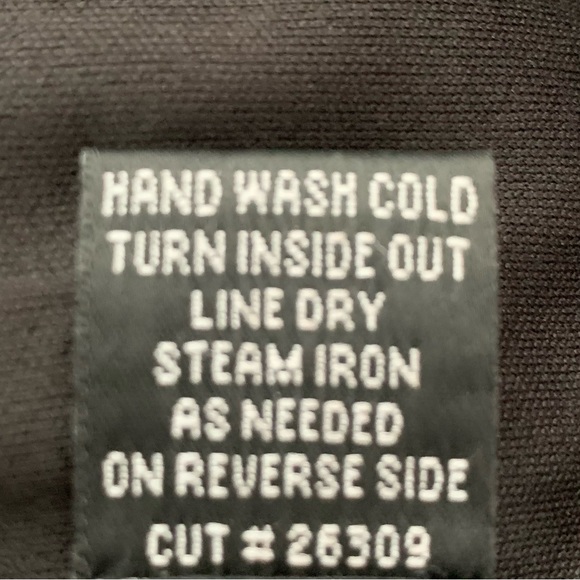 HAND WASH COLD
TURN INSIDE OUT
LINE DRY
STEAM IRON
AS NEEDED
ON REVERSE SIDE
CUT # 26309